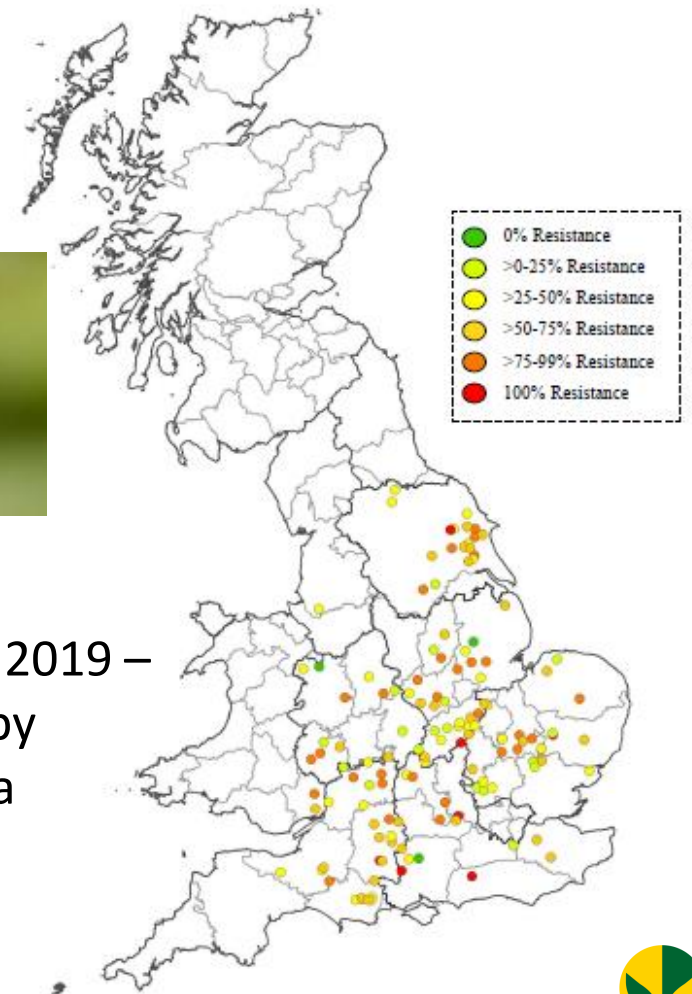 0% Resistance
>0-25% Resistance
>25-50% Resistance
>50-75% Resistance
>75-99% Resistance
100% Resistance
2019 –
by
a